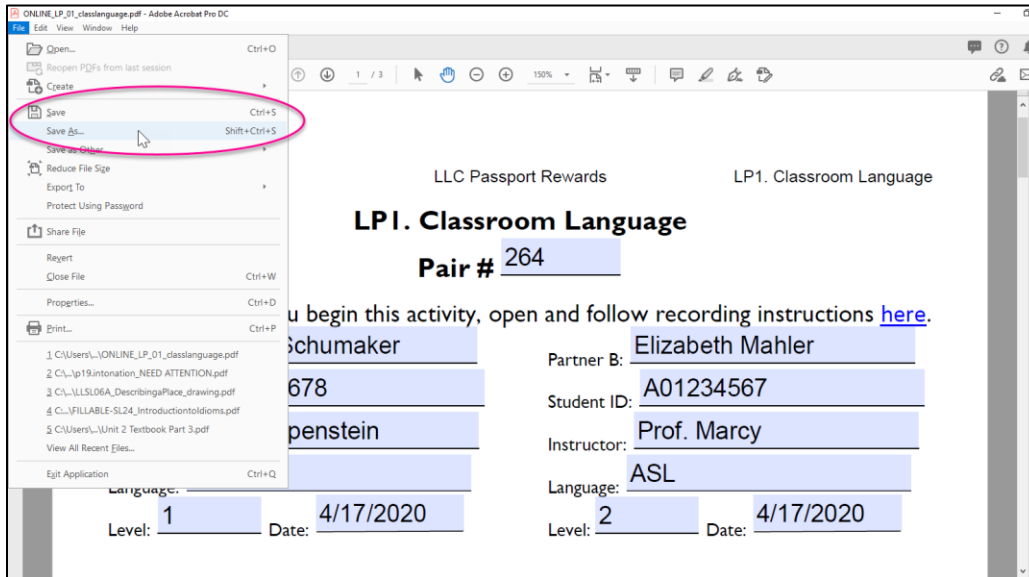 ONLINE_LP_01_classlanguage.pdf - Adobe Acrobat Pro DC
File Edit View Window Help
Open... Ctrl+O
Reopen PDFs from last session
Create
Save Ctrl+S
Save As... Shift+Ctrl+S
Save as Other
Reduce File Size
Export To
Protect Using Password
Share File
Revert
Close File Ctrl+W
Properties... Ctrl+D
Print... Ctrl+P
1 C:\Users\...\ONLINE_LP_01_classlanguage.pdf
2 C:\...\p19.intonation_NEED ATTENTION.pdf
3 C:\...\LLSL06A_DescribingaPlace_drawing.pdf
4 C:...\FILLABLE-SL24_IntroductiontoIdioms.pdf
5 C:\Users\...\Unit 2 Textbook Part 3.pdf
View All Recent Files...
Exit Application Ctrl+Q
1 / 3 150%
LLC Passport Rewards LP1. Classroom Language
LP1. Classroom Language
Pair # 264
u begin this activity, open and follow recording instructions here.
Schumaker Partner B: Elizabeth Mahler
678 Student ID: A01234567
penstein Instructor: Prof. Marcy
Language: Language: ASL
Level: 1 Date: 4/17/2020 Level: 2 Date: 4/17/2020